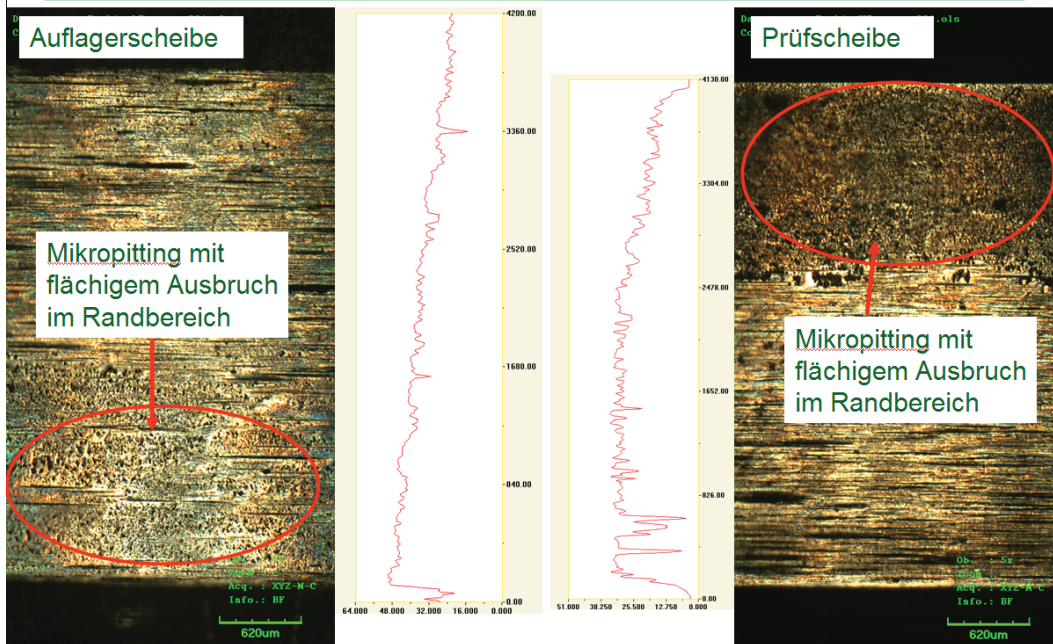 Auflagerscheibe
Mikropitting mit
flächigem Ausbruch
im Randbereich
Acq. : XYZ-M-C
Info.: BF
620um
4200.00
3360.00
2520.00
1680.00
840.00
0.00
64.000 48.000 32.000 16.000 0.000
4130.00
3304.00
2478.00
1652.00
826.00
0.00
51.000 38.250 25.500 12.750 0.000
.ols
Prüfscheibe
Mikropitting mit
flächigem Ausbruch
im Randbereich
Ob. : 5x
Acq. : XYZ-M-C
Info.: BF
620um